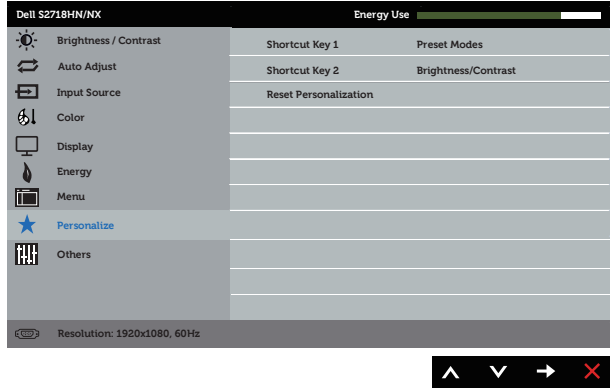 Dell S2718HN/NX Energy Use
Brightness / Contrast
Auto Adjust
Input Source
Color
Display
Energy
Menu
Personalize
Others
Shortcut Key 1 Preset Modes
Shortcut Key 2 Brightness/Contrast
Reset Personalization
Resolution: 1920x1080, 60Hz